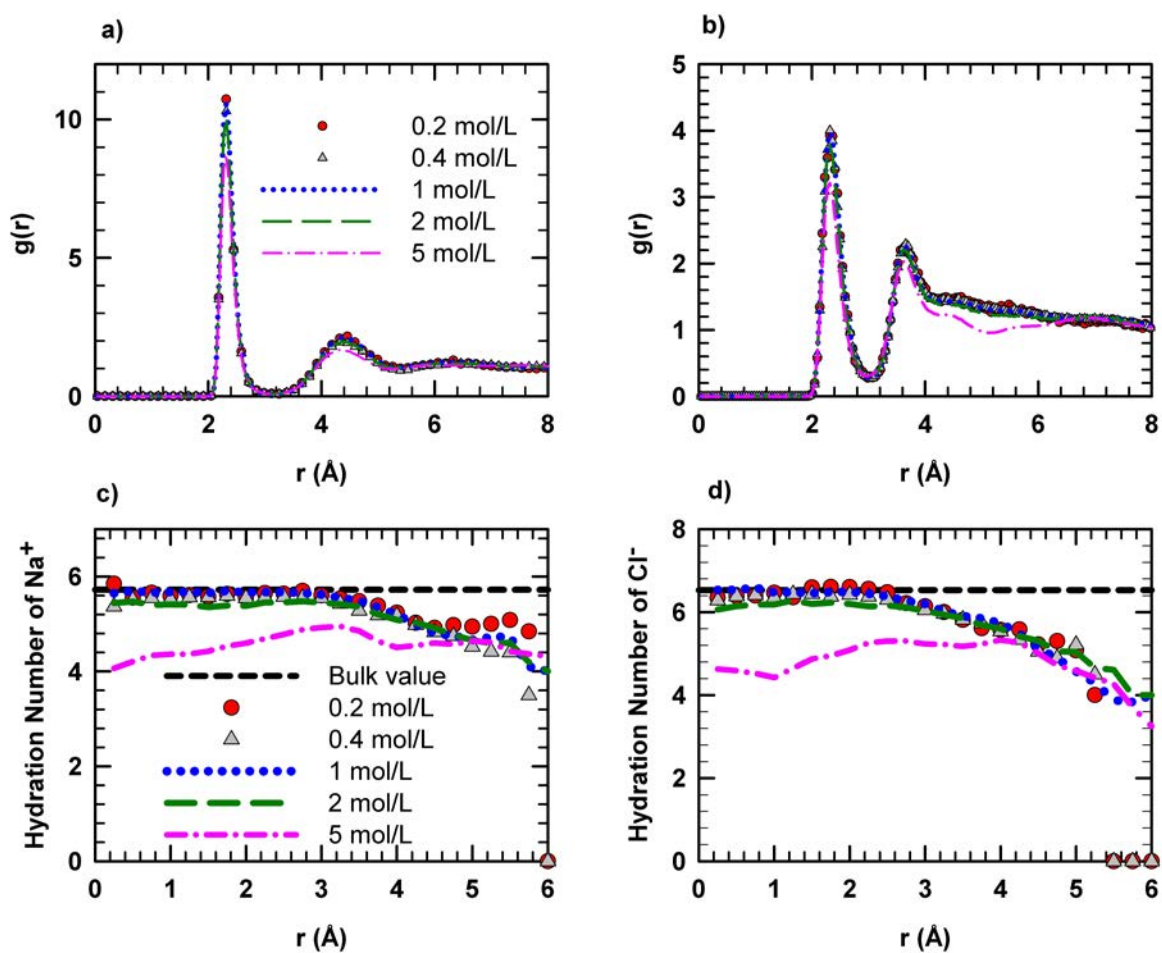 a)
g(r)
10
5
0
0 2 4 6 8
r (Å)
0.2 mol/L
0.4 mol/L
1 mol/L
2 mol/L
5 mol/L
b)
g(r)
5
4
3
2
1
0
0 2 4 6 8
r (Å)
c)
Hydration Number of Na⁺
6
4
2
0
0 1 2 3 4 5 6
r (Å)
Bulk value
0.2 mol/L
0.4 mol/L
1 mol/L
2 mol/L
5 mol/L
d)
Hydration Number of Cl⁻
8
6
4
2
0
0 1 2 3 4 5 6
r (Å)